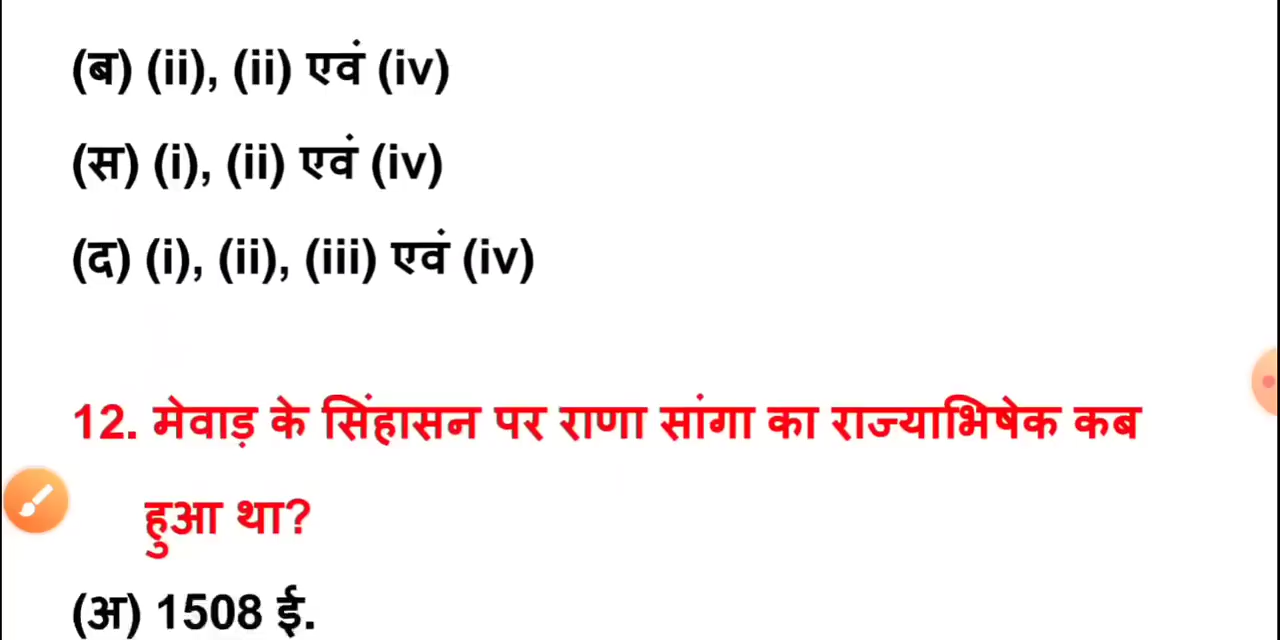 (ब) (ii), (ii) एवं (iv)
(स) (i), (ii) एवं (iv)
(द) (i), (ii), (iii) एवं (iv)
12. मेवाड़ के सिंहासन पर राणा सांगा का राज्याभिषेक कब
हुआ था?
(अ) 1508 ई.